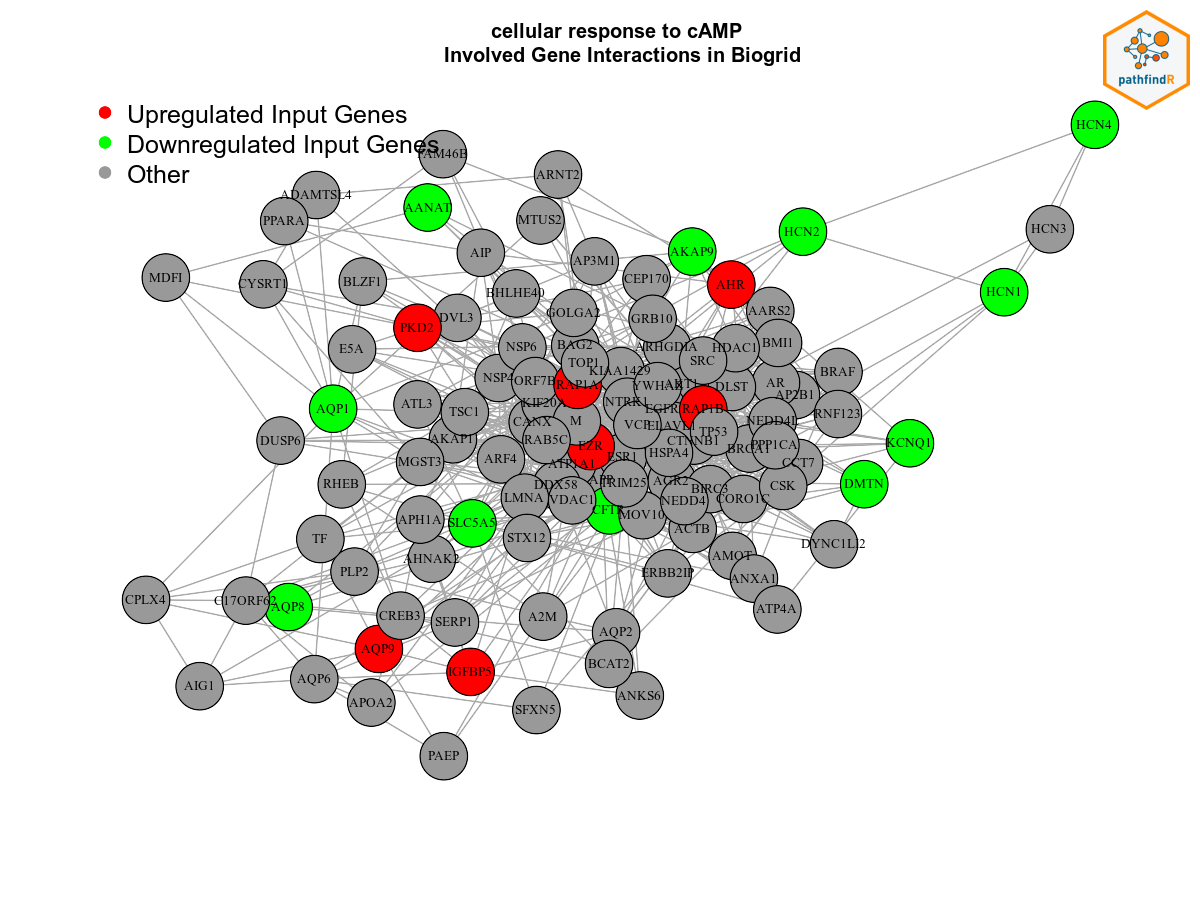 cellular response to cAMP
Involved Gene Interactions in Biogrid
pathfindR
Upregulated Input Genes
Downregulated Input Genes
Other
HCN4
FAM46B
ARNT2
ADAMTSL4
AANAT
PPARA
MTUS2
HCN2
HCN3
AKAP9
AIP
AP3M1
MDFI
CYSRT1
BLZF1
CEP170
AHR
HCN1
BHLHE40
DVL3
GOLGA2
GRB10
AARS2
PKD2
E5A
NSP6
BAG2
ARHGDIA
HDAC1
BMI1
TOP1
SRC
NSP4
ORF7B
RAP1A
KIAA1429
DLST
AR
BRAF
AQP1
ATL3
TSC1
NTRK1
EGFR
RAP1B
AP2B1
RNF123
CANX
M
VCP
ELAVL1
TP53
NEDD4L
DUSP6
AKAP1
RAB5C
EZR
CTNNB1
BRCA1
PPP1CA
KCNQ1
MGST3
ARF4
ATP1A1
ESR1
HSPA4
CCT7
RHEB
DDX58
TRIM25
AGR2
BIRC3
CSK
DMTN
LMNA
VDAC1
NEDD4
CORO1C
APH1A
SLC5A5
CFTR
MOV10
ACTB
TF
STX12
DYNC1LI2
PLP2
AHNAK2
ERBB2IP
AMOT
ANXA1
CPLX4
C17ORF62
AQP8
CREB3
SERP1
A2M
AQP2
ATP4A
AQP9
BCAT2
AIG1
AQP6
IGFBP5
ANKS6
APOA2
SFXN5
PAEP